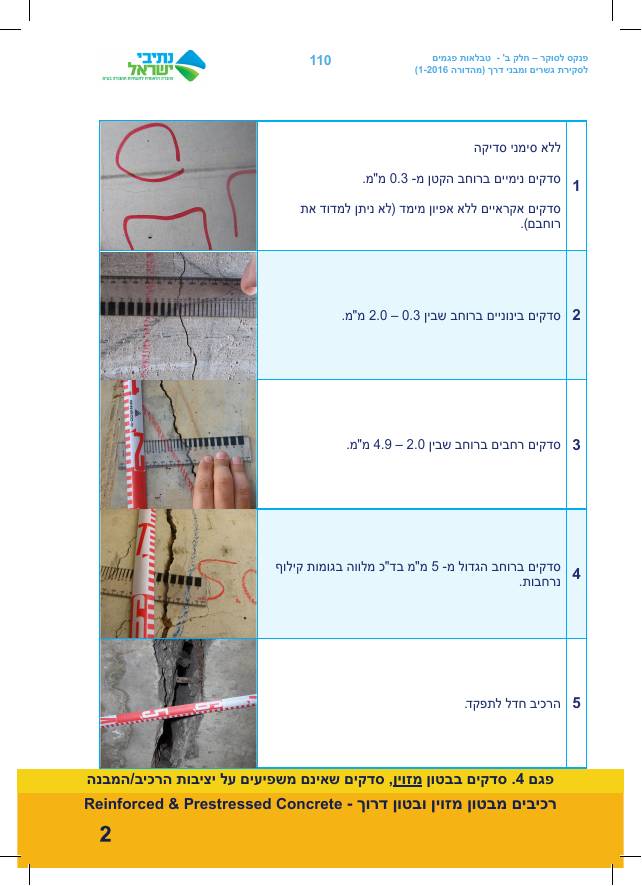 פנקס לסוקר – חלק ב' - טבלאות פגמים
לסקירת גשרים ומבני דרך (מהדורה 1-2016)
110
נתיבי
ישראל
1
ללא סימני סדיקה
סדקים נימיים ברוחב הקטן מ- 0.3 מ"מ.
סדקים אקראיים ללא אפיון מימד (לא ניתן למדוד את
רוחבם).
2
סדקים בינוניים ברוחב שבין 0.3 – 2.0 מ"מ.
3
סדקים רחבים ברוחב שבין 2.0 – 4.9 מ"מ.
4
סדקים ברוחב הגדול מ- 5 מ"מ בד"כ מלווה בגומות קילוף
נרחבות.
5.0
5
הרכיב חדל לתפקד.
פגם 4. סדקים בבטון מזוין, סדקים שאינם משפיעים על יציבות הרכיב/המבנה
רכיבים מבטון מזוין ובטון דרוך - Reinforced & Prestressed Concrete
2